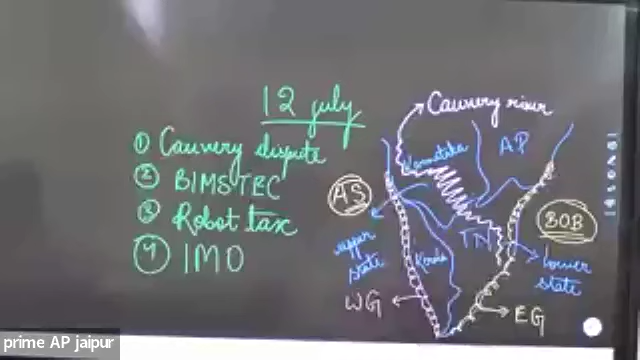 12 july
① Cauvery dispute
② BIMSTEC
③ Robot tax
④ IMO
Cauvery river
Karnataka
AP
AS
BOB
TN
upper state
lower state
WG
EG
prime AP jaipur